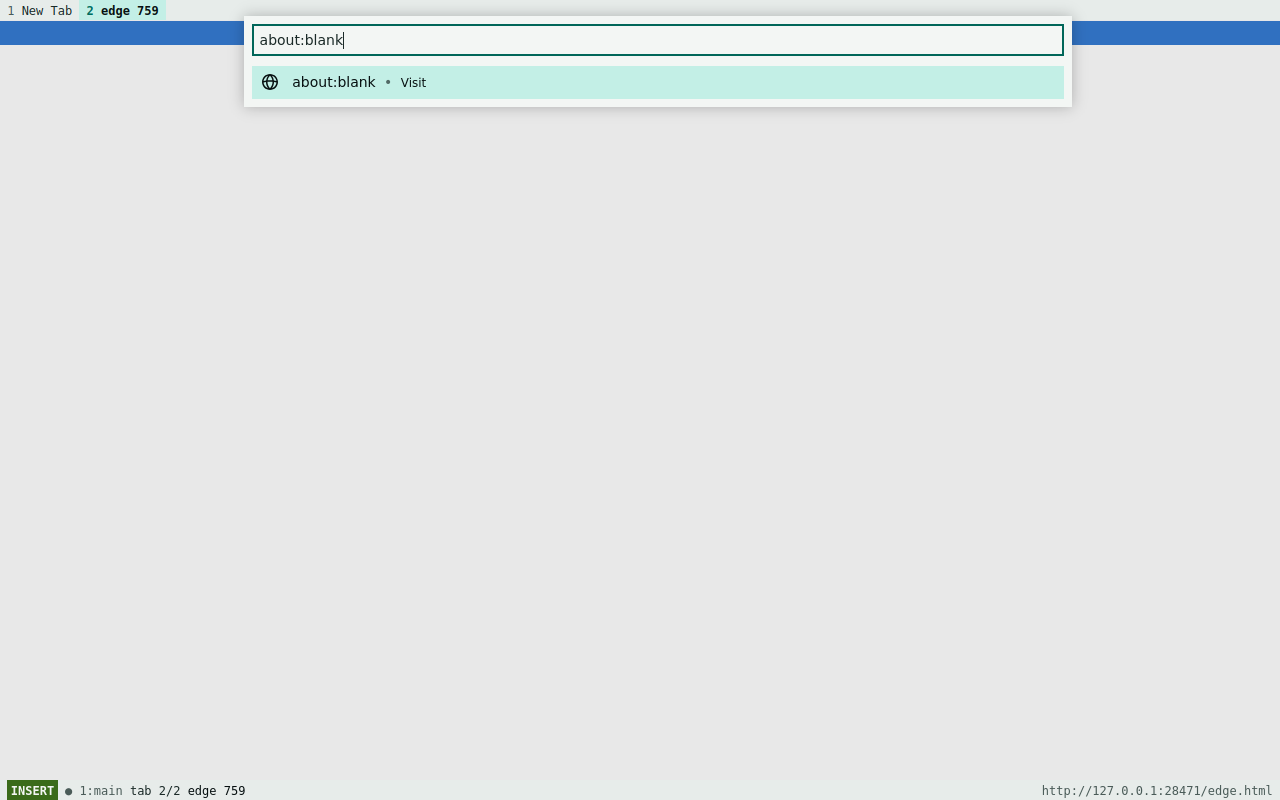 1 New Tab 2 edge 759
about:blank
about:blank • Visit
INSERT ● 1:main tab 2/2 edge 759 http://127.0.0.1:28471/edge.html